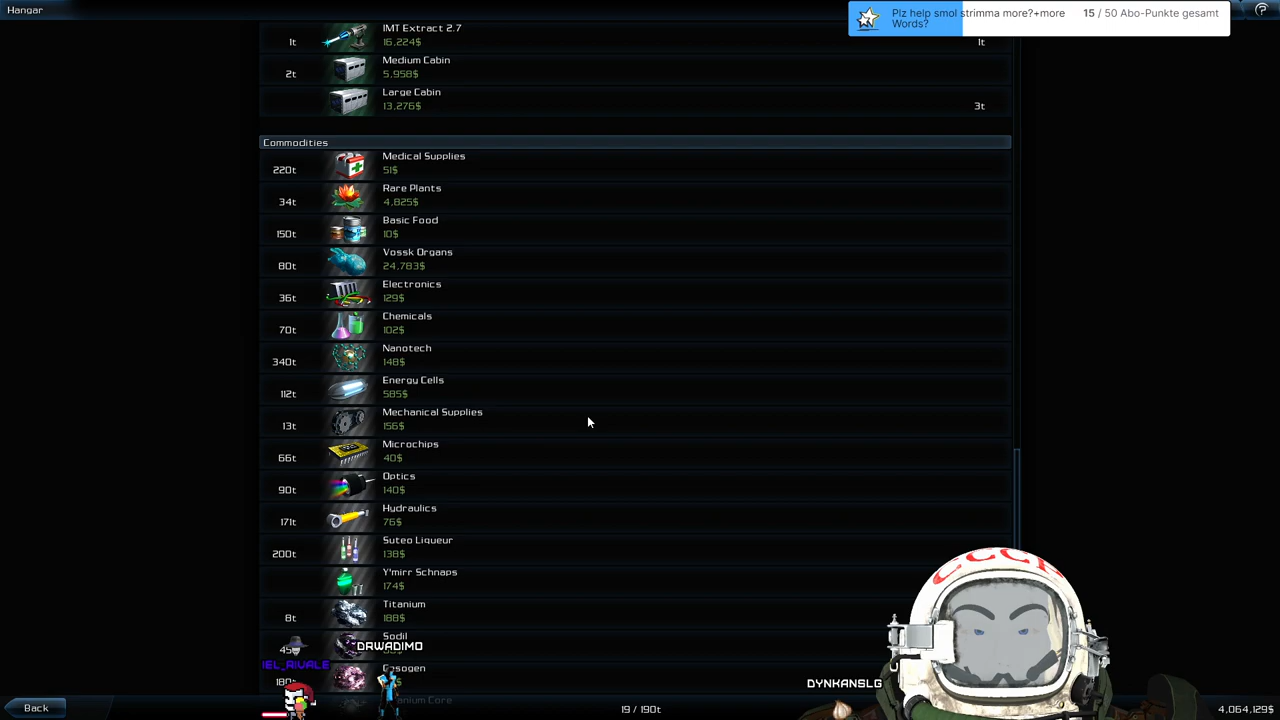 Hangar
Plz help smol strimma more?+more
Words?
15 / 50 Abo-Punkte gesamt
?
IMT Extract 2.7
1t
16,224$
1t
Medium Cabin
2t
5,958$
Large Cabin
13,276$
3t
Commodities
Medical Supplies
220t
51$
Rare Plants
34t
4,825$
Basic Food
150t
10$
Vossk Organs
80t
24,783$
Electronics
36t
129$
Chemicals
70t
102$
Nanotech
340t
148$
Energy Cells
112t
585$
Mechanical Supplies
13t
156$
Microchips
66t
40$
Optics
90t
140$
Hydraulics
171t
76$
Suteo Liqueur
200t
138$
Y'mirr Schnaps
174$
Titanium
8t
188$
Sodil
DRWADIMO
IEL_RIVALE
DYNKANSLG
CCCP
Back
19 / 190t
4,064,129$